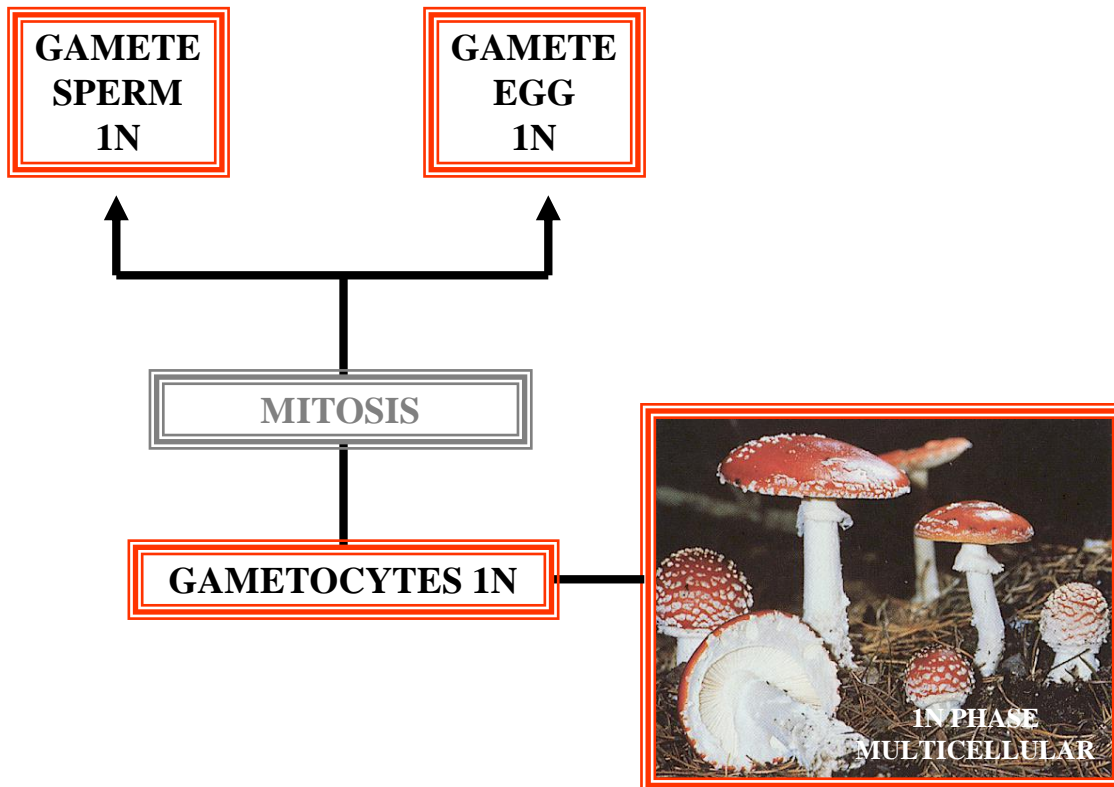 GAMETE
SPERM
1N
GAMETE
EGG
1N
MITOSIS
GAMETOCYTES 1N
1N PHASE
MULTICELLULAR